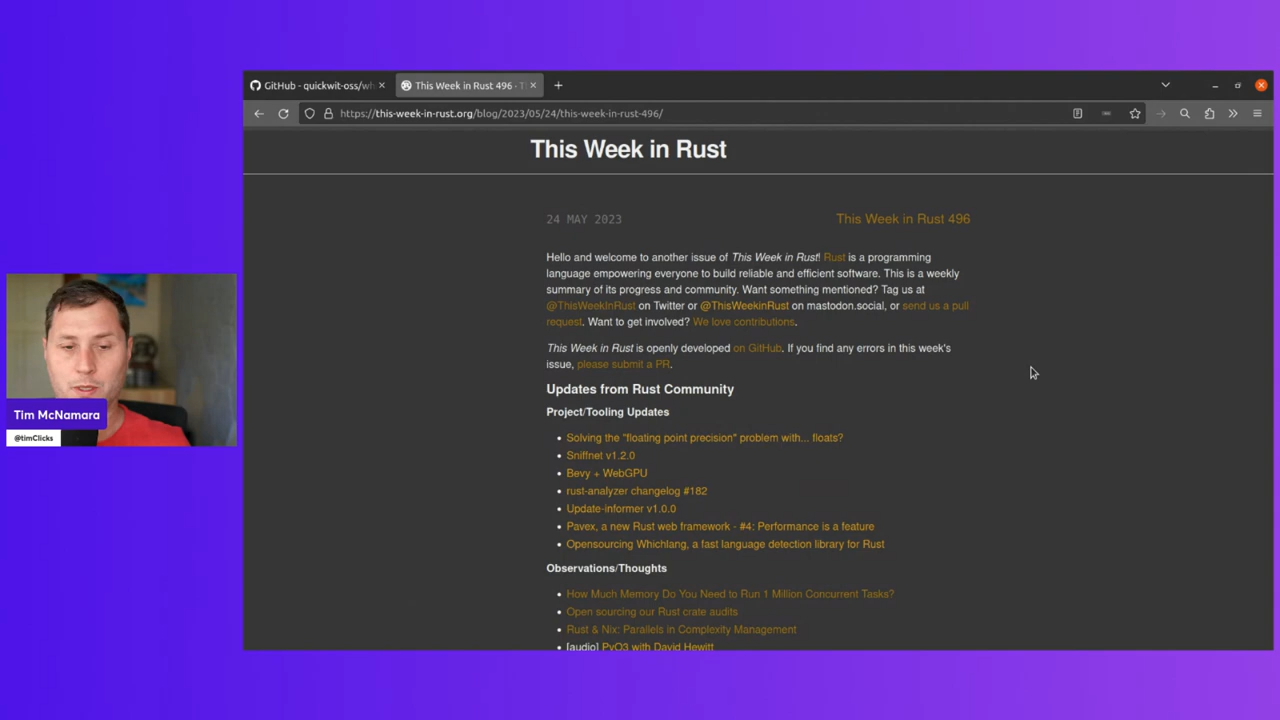 GitHub - quickwit-oss/wh
This Week in Rust 496 - T
https://this-week-in-rust.org/blog/2023/05/24/this-week-in-rust-496/
This Week in Rust
24 MAY 2023
This Week in Rust 496
Hello and welcome to another issue of This Week in Rust! Rust is a programming
language empowering everyone to build reliable and efficient software. This is a weekly
summary of its progress and community. Want something mentioned? Tag us at
@ThisWeekInRust on Twitter or @ThisWeekinRust on mastodon.social, or send us a pull
request. Want to get involved? We love contributions.
This Week in Rust is openly developed on GitHub. If you find any errors in this week's
issue, please submit a PR.
Updates from Rust Community
Project/Tooling Updates
• Solving the "floating point precision" problem with... floats?
• Sniffnet v1.2.0
• Bevy + WebGPU
• rust-analyzer changelog #182
• Update-informer v1.0.0
• Pavex, a new Rust web framework - #4: Performance is a feature
• Opensourcing Whichlang, a fast language detection library for Rust
Observations/Thoughts
• How Much Memory Do You Need to Run 1 Million Concurrent Tasks?
• Open sourcing our Rust crate audits
• Rust & Nix: Parallels in Complexity Management
• [audio] PyO3 with David Hewitt
Tim McNamara
@timClicks